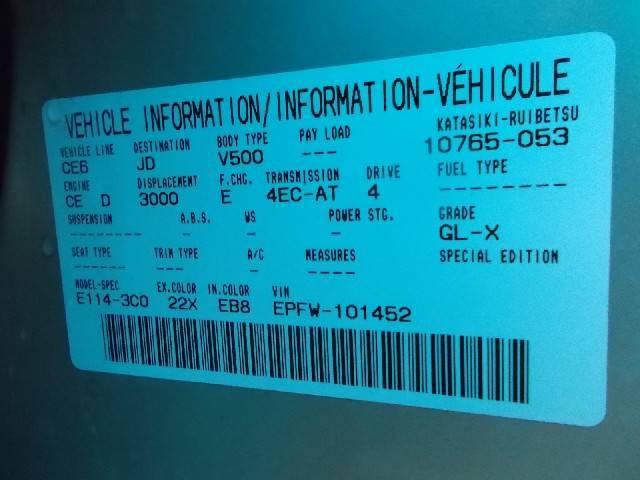 VEHICLE INFORMATION/INFORMATION-VÉHICULE
VEHICLE LINE DESTINATION BODY TYPE PAY LOAD KATASIKI-RUIBETSU
CE6 JD V500 --- 10765-053
ENGINE DISPLACEMENT F.CHG. TRANSMISSION DRIVE FUEL TYPE
CE D 3000 E 4EC-AT 4 -----
SUSPENSION A.B.S. WS POWER STG. GRADE
-------- - -- ----- GL-X
SEAT TYPE TRIM TYPE A/C MEASURES SPECIAL EDITION
----- ---- - -----
MODEL-SPEC EX.COLOR IN.COLOR VIN
E114-3C0 22X EB8 EPFW-101452